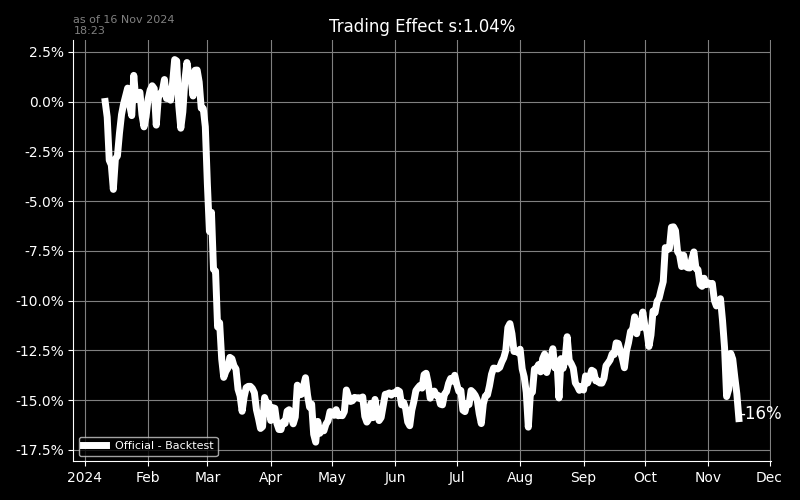 as of 16 Nov 2024
18:23
Trading Effect s:1.04%
2.5%
0.0%
-2.5%
-5.0%
-7.5%
-10.0%
-12.5%
-15.0%
-17.5%
-16%
Official - Backtest
2024 Feb Mar Apr May Jun Jul Aug Sep Oct Nov Dec